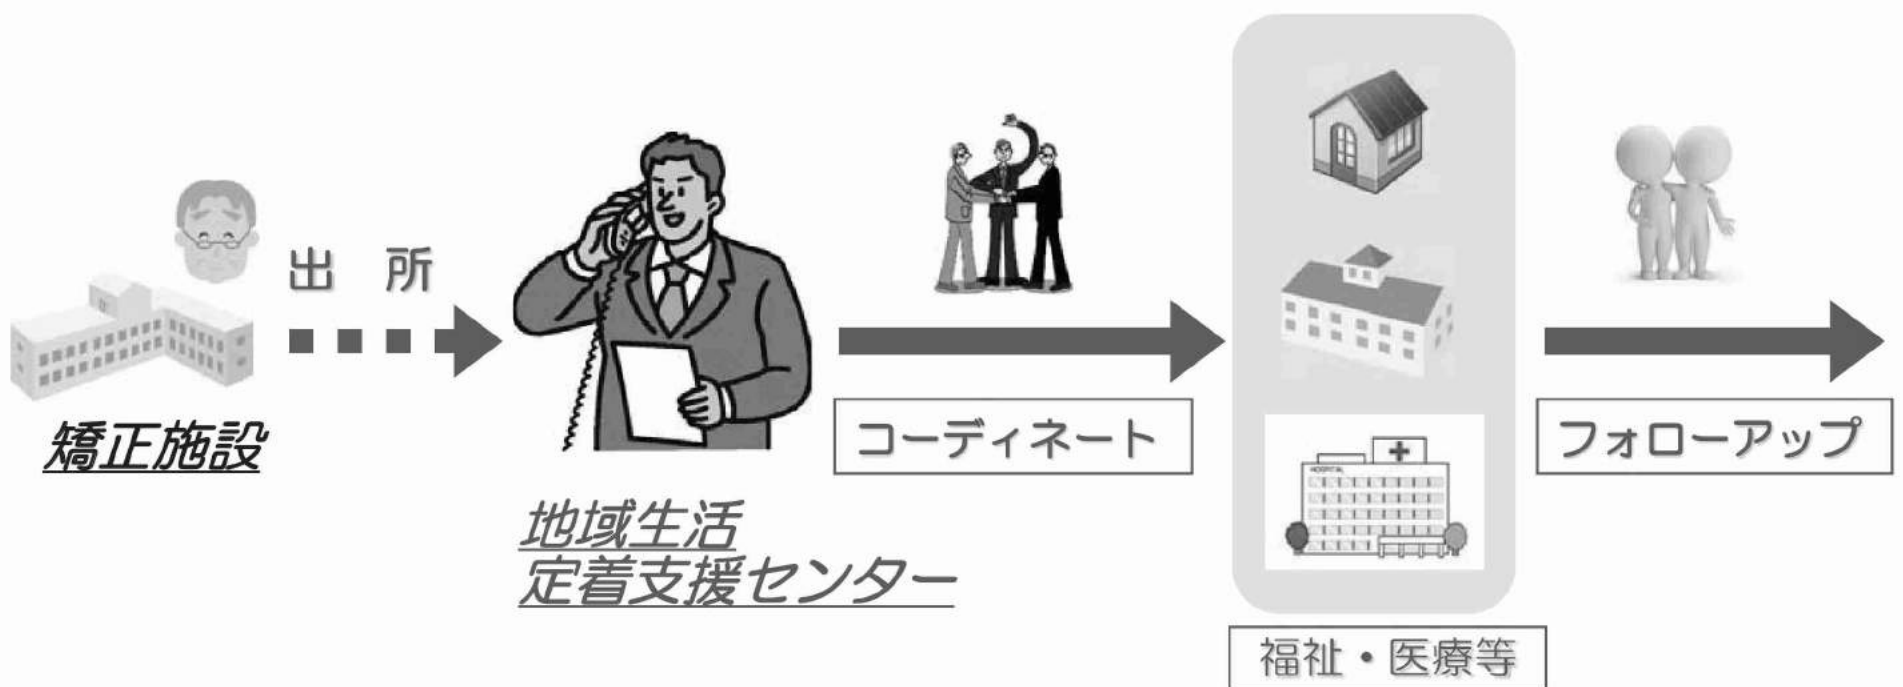 出 所
矯正施設
地域生活
定着支援センター
コーディネート
HOSPITAL
福祉・医療等
フォローアップ